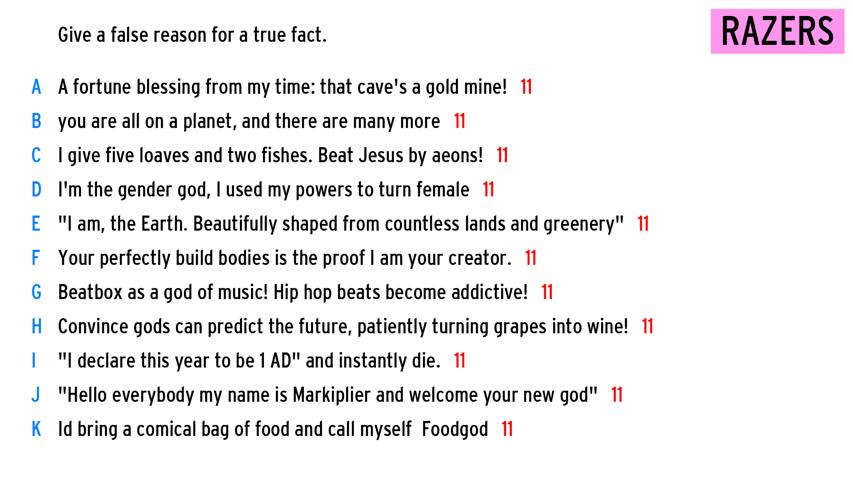 Give a false reason for a true fact.
RAZERS
A A fortune blessing from my time: that cave's a gold mine! 11
B you are all on a planet, and there are many more 11
C I give five loaves and two fishes. Beat Jesus by aeons! 11
D I'm the gender god, I used my powers to turn female 11
E "I am, the Earth. Beautifully shaped from countless lands and greenery" 11
F Your perfectly build bodies is the proof I am your creator. 11
G Beatbox as a god of music! Hip hop beats become addictive! 11
H Convince gods can predict the future, patiently turning grapes into wine! 11
I "I declare this year to be 1 AD" and instantly die. 11
J "Hello everybody my name is Markiplier and welcome your new god" 11
K Id bring a comical bag of food and call myself  Foodgod 11